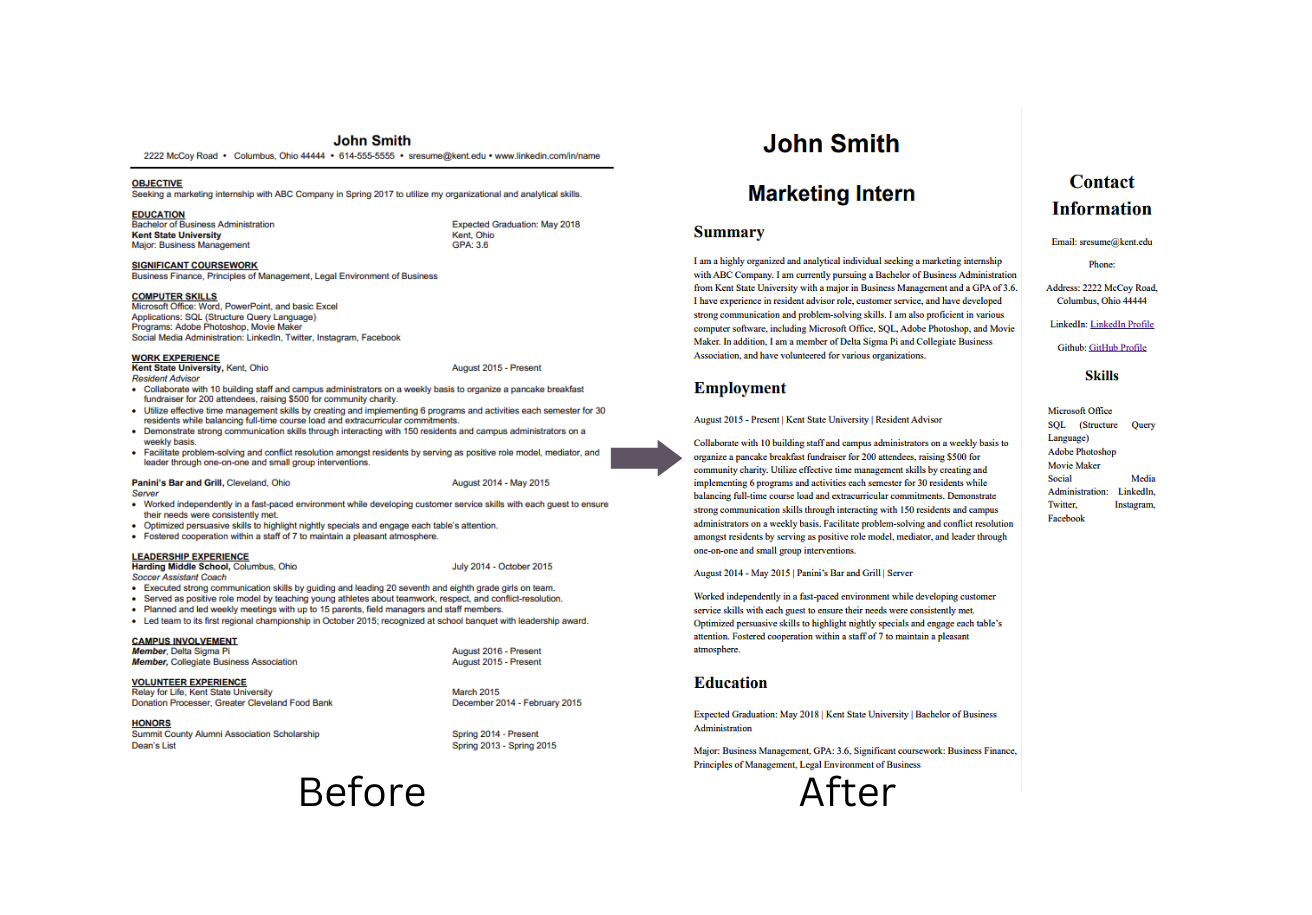 John Smith
2222 McCoy Road • Columbus, Ohio 44444 • 614-555-5555 • sresume@kent.edu • www.linkedin.com/in/name
OBJECTIVE
Seeking a marketing internship with ABC Company in Spring 2017 to utilize my organizational and analytical skills.
EDUCATION
Bachelor of Business Administration Expected Graduation: May 2018
Kent State University Kent, Ohio
Major: Business Management GPA: 3.6
SIGNIFICANT COURSEWORK
Business Finance, Principles of Management, Legal Environment of Business
COMPUTER SKILLS
Microsoft Office: Word, PowerPoint, and basic Excel
Applications: SQL (Structure Query Language)
Programs: Adobe Photoshop, Movie Maker
Social Media Administration: LinkedIn, Twitter, Instagram, Facebook
WORK EXPERIENCE
Kent State University, Kent, Ohio August 2015 - Present
Resident Advisor
• Collaborate with 10 building staff and campus administrators on a weekly basis to organize a pancake breakfast
fundraiser for 200 attendees, raising $500 for community charity.
• Utilize effective time management skills by creating and implementing 6 programs and activities each semester for 30
residents while balancing full-time course load and extracurricular commitments.
• Demonstrate strong communication skills through interacting with 150 residents and campus administrators on a
weekly basis.
• Facilitate problem-solving and conflict resolution amongst residents by serving as positive role model, mediator, and
leader through one-on-one and small group interventions.
Panini's Bar and Grill, Cleveland, Ohio August 2014 - May 2015
Server
• Worked independently in a fast-paced environment while developing customer service skills with each guest to ensure
their needs were consistently met.
• Optimized persuasive skills to highlight nightly specials and engage each table's attention.
• Fostered cooperation within a staff of 7 to maintain a pleasant atmosphere.
LEADERSHIP EXPERIENCE
Harding Middle School, Columbus, Ohio July 2014 - October 2015
Soccer Assistant Coach
• Executed strong communication skills by guiding and leading 20 seventh and eighth grade girls on team.
• Served as positive role model by teaching young athletes about teamwork, respect, and conflict-resolution.
• Planned and led weekly meetings with up to 15 parents, field managers and staff members.
• Led team to its first regional championship in October 2015; recognized at school banquet with leadership award.
CAMPUS INVOLVEMENT
Member, Delta Sigma Pi August 2016 - Present
Member, Collegiate Business Association August 2015 - Present
VOLUNTEER EXPERIENCE
Relay for Life, Kent State University March 2015
Donation Processer, Greater Cleveland Food Bank December 2014 - February 2015
HONORS
Summit County Alumni Association Scholarship Spring 2014 - Present
Dean's List Spring 2013 - Spring 2015
Before
John Smith
Marketing Intern
Summary
I am a highly organized and analytical individual seeking a marketing internship
with ABC Company. I am currently pursuing a Bachelor of Business Administration
from Kent State University with a major in Business Management and a GPA of 3.6.
I have experience in resident advisor role, customer service, and have developed
strong communication and problem-solving skills. I am also proficient in various
computer software, including Microsoft Office, SQL, Adobe Photoshop, and Movie
Maker. In addition, I am a member of Delta Sigma Pi and Collegiate Business
Association, and have volunteered for various organizations.
Employment
August 2015 - Present | Kent State University | Resident Advisor
Collaborate with 10 building staff and campus administrators on a weekly basis to
organize a pancake breakfast fundraiser for 200 attendees, raising $500 for
community charity. Utilize effective time management skills by creating and
implementing 6 programs and activities each semester for 30 residents while
balancing full-time course load and extracurricular commitments. Demonstrate
strong communication skills through interacting with 150 residents and campus
administrators on a weekly basis. Facilitate problem-solving and conflict resolution
amongst residents by serving as positive role model, mediator, and leader through
one-on-one and small group interventions.
August 2014 - May 2015 | Panini's Bar and Grill | Server
Worked independently in a fast-paced environment while developing customer
service skills with each guest to ensure their needs were consistently met.
Optimized persuasive skills to highlight nightly specials and engage each table's
attention. Fostered cooperation within a staff of 7 to maintain a pleasant
atmosphere.
Education
Expected Graduation: May 2018 | Kent State University | Bachelor of Business
Administration
Major: Business Management, GPA: 3.6, Significant coursework: Business Finance,
Principles of Management, Legal Environment of Business
After
Contact
Information
Email: sresume@kent.edu
Phone:
Address: 2222 McCoy Road,
Columbus, Ohio 44444
LinkedIn: LinkedIn Profile
Github: GitHub Profile
Skills
Microsoft Office
SQL (Structure Query
Language)
Adobe Photoshop
Movie Maker
Social Media
Administration: LinkedIn,
Twitter, Instagram,
Facebook